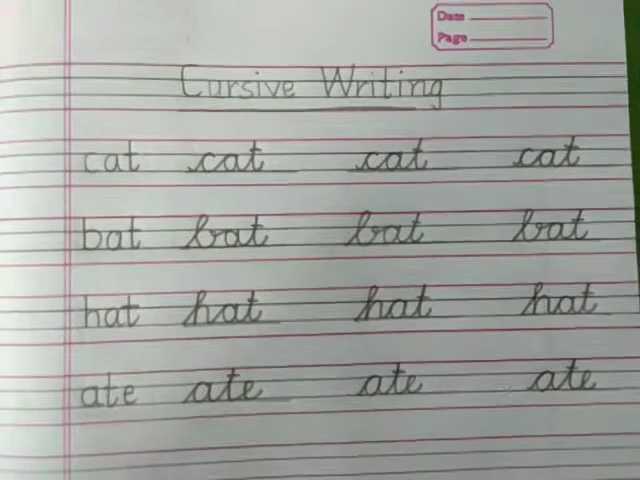 Date
Page
Cursive Writing
cat cat cat cat
bat bat bat bat
hat hat hat hat
ate ate ate ate